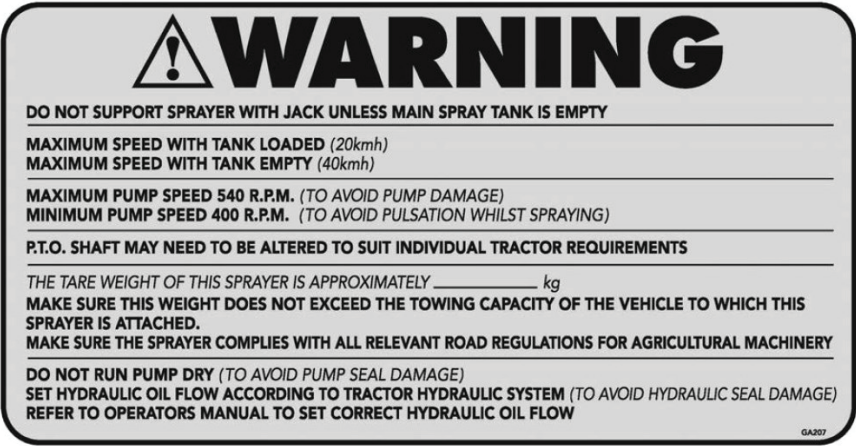 WARNING
DO NOT SUPPORT SPRAYER WITH JACK UNLESS MAIN SPRAY TANK IS EMPTY
MAXIMUM SPEED WITH TANK LOADED (20kmh)
MAXIMUM SPEED WITH TANK EMPTY (40kmh)
MAXIMUM PUMP SPEED 540 R.P.M. (TO AVOID PUMP DAMAGE)
MINIMUM PUMP SPEED 400 R.P.M. (TO AVOID PULSATION WHILST SPRAYING)
P.T.O. SHAFT MAY NEED TO BE ALTERED TO SUIT INDIVIDUAL TRACTOR REQUIREMENTS
THE TARE WEIGHT OF THIS SPRAYER IS APPROXIMATELY ____________ kg
MAKE SURE THIS WEIGHT DOES NOT EXCEED THE TOWING CAPACITY OF THE VEHICLE TO WHICH THIS
SPRAYER IS ATTACHED.
MAKE SURE THE SPRAYER COMPLIES WITH ALL RELEVANT ROAD REGULATIONS FOR AGRICULTURAL MACHINERY
DO NOT RUN PUMP DRY (TO AVOID PUMP SEAL DAMAGE)
SET HYDRAULIC OIL FLOW ACCORDING TO TRACTOR HYDRAULIC SYSTEM (TO AVOID HYDRAULIC SEAL DAMAGE)
REFER TO OPERATORS MANUAL TO SET CORRECT HYDRAULIC OIL FLOW
GA207